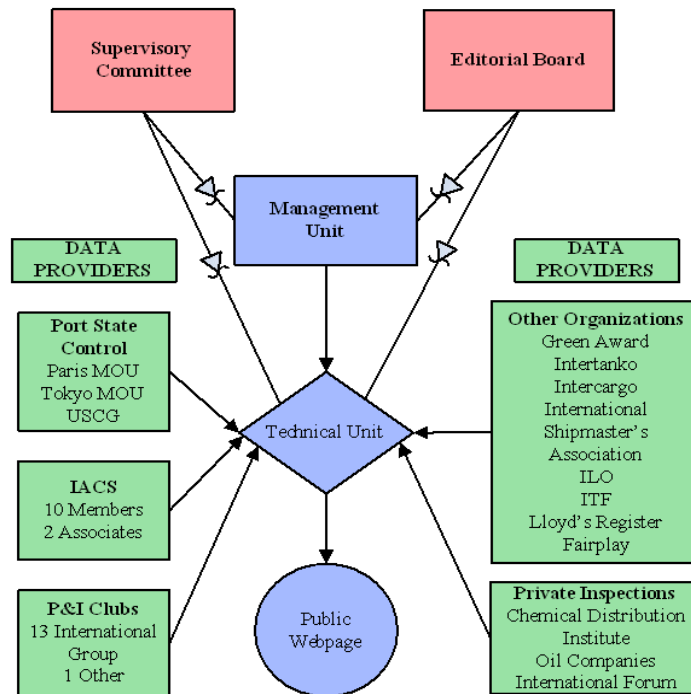 Supervisory
Committee
Editorial Board
Management
Unit
DATA
PROVIDERS
DATA
PROVIDERS
Port State
Control
Paris MOU
Tokyo MOU
USCG
Other Organizations
Green Award
Intertanko
Intercargo
International
Shipmaster's
Association
ILO
ITF
Lloyd's Register
Fairplay
Technical Unit
IACS
10 Members
2 Associates
P&I Clubs
13 International
Group
1 Other
Public
Webpage
Private Inspections
Chemical Distribution
Institute
Oil Companies
International Forum